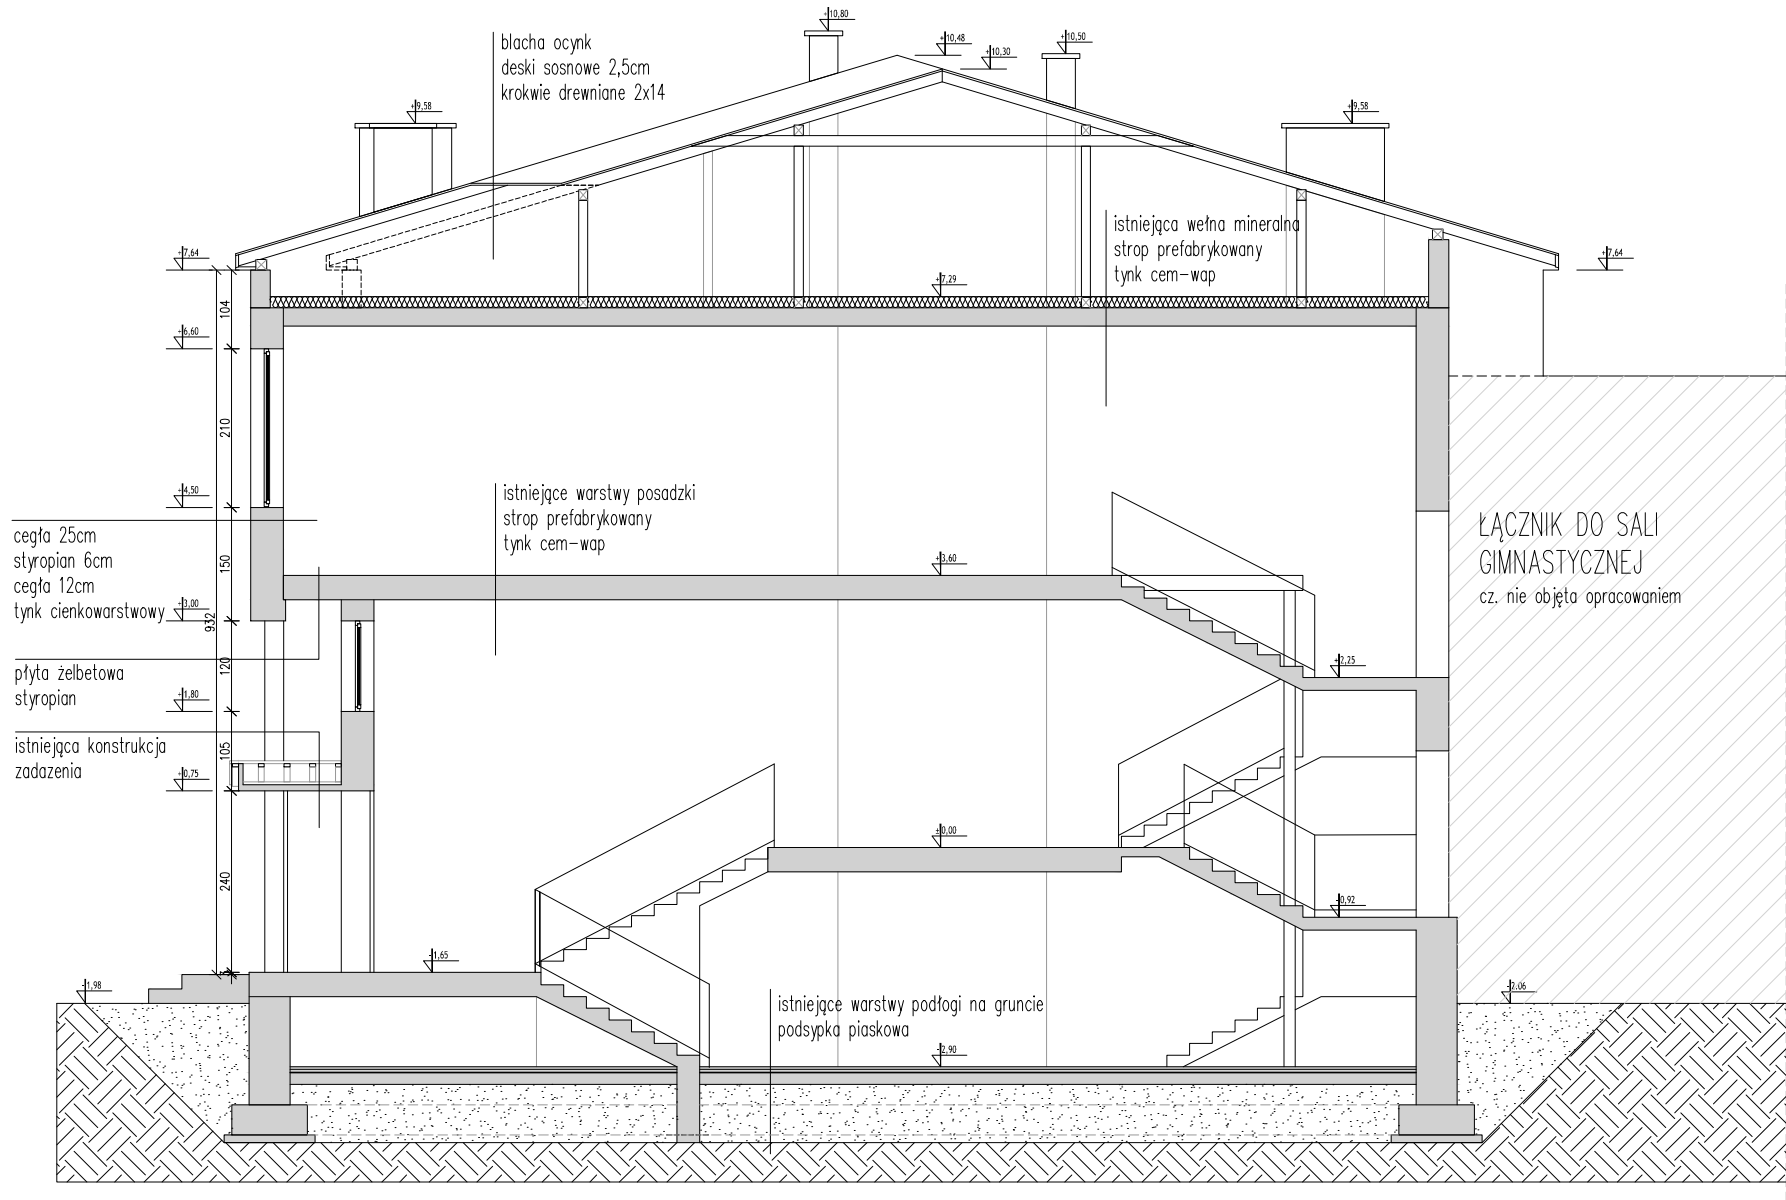 +10,80
+10,48
+10,50
+10,30
blacha ocynk
deski sosnowe 2,5cm
krokwie drewniane 2x14
+9,58
+9,58
istniejąca wełna mineralna
strop prefabrykowany
tynk cem-wap
+7,64
+7,64
+7,29
104
+6,60
210
+4,50
istniejące warstwy posadzki
strop prefabrykowany
tynk cem-wap
ŁĄCZNIK DO SALI
GIMNASTYCZNEJ
cz. nie objęta opracowaniem
cegła 25cm
styropian 6cm
cegła 12cm
tynk cienkowarstwowy
150
+3,60
+3,00
932
120
+2,25
płyta żelbetowa
styropian
+1,80
istniejąca konstrukcja
zadazenia
105
+0,75
±0,00
240
-0,92
-1,65
-1,98
-2.06
istniejące warstwy podłogi na gruncie
podsypka piaskowa
-2,90